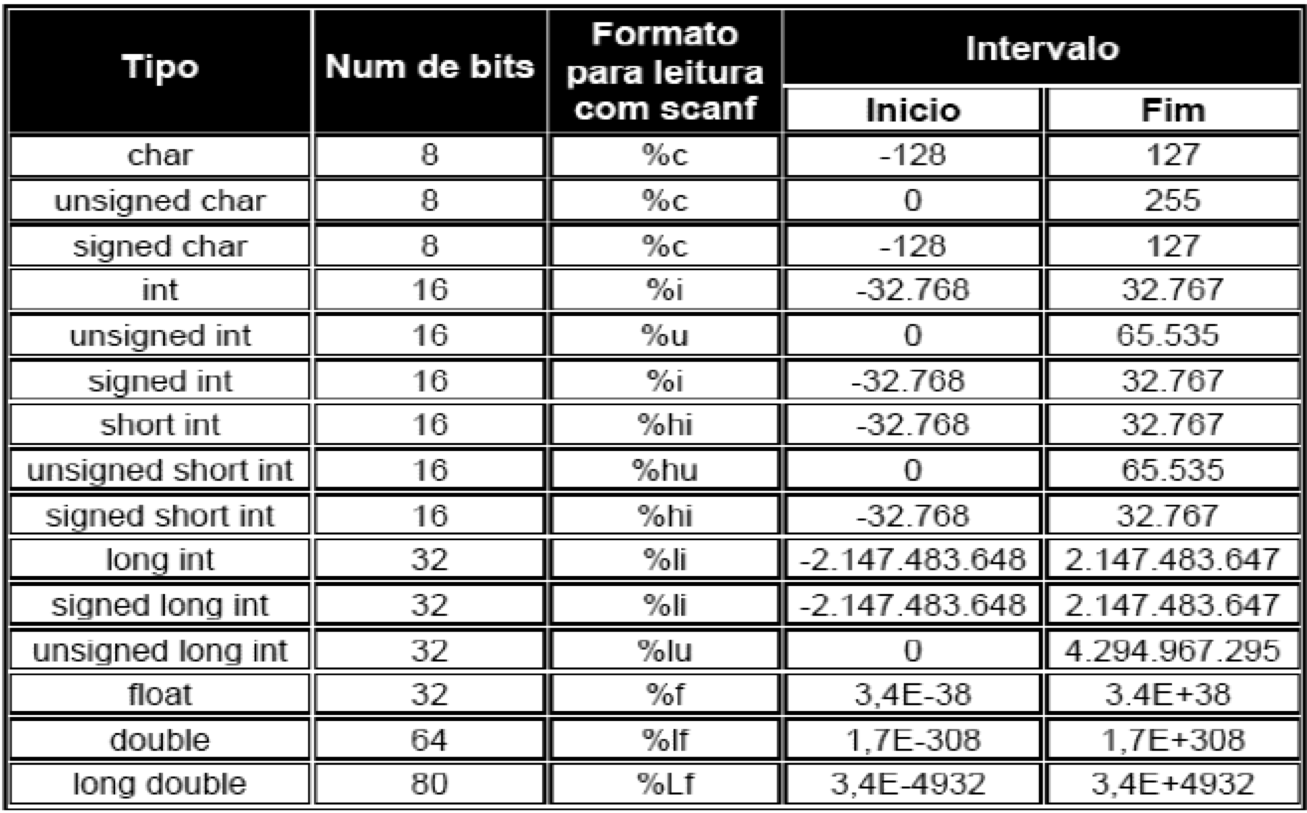 Tipo Num de bits Formato para leitura com scanf Intervalo
Inicio Fim
char 8 %c -128 127
unsigned char 8 %c 0 255
signed char 8 %c -128 127
int 16 %i -32.768 32.767
unsigned int 16 %u 0 65.535
signed int 16 %i -32.768 32.767
short int 16 %hi -32.768 32.767
unsigned short int 16 %hu 0 65.535
signed short int 16 %hi -32.768 32.767
long int 32 %li -2.147.483.648 2.147.483.647
signed long int 32 %li -2.147.483.648 2.147.483.647
unsigned long int 32 %lu 0 4.294.967.295
float 32 %f 3,4E-38 3.4E+38
double 64 %lf 1,7E-308 1,7E+308
long double 80 %Lf 3,4E-4932 3,4E+4932